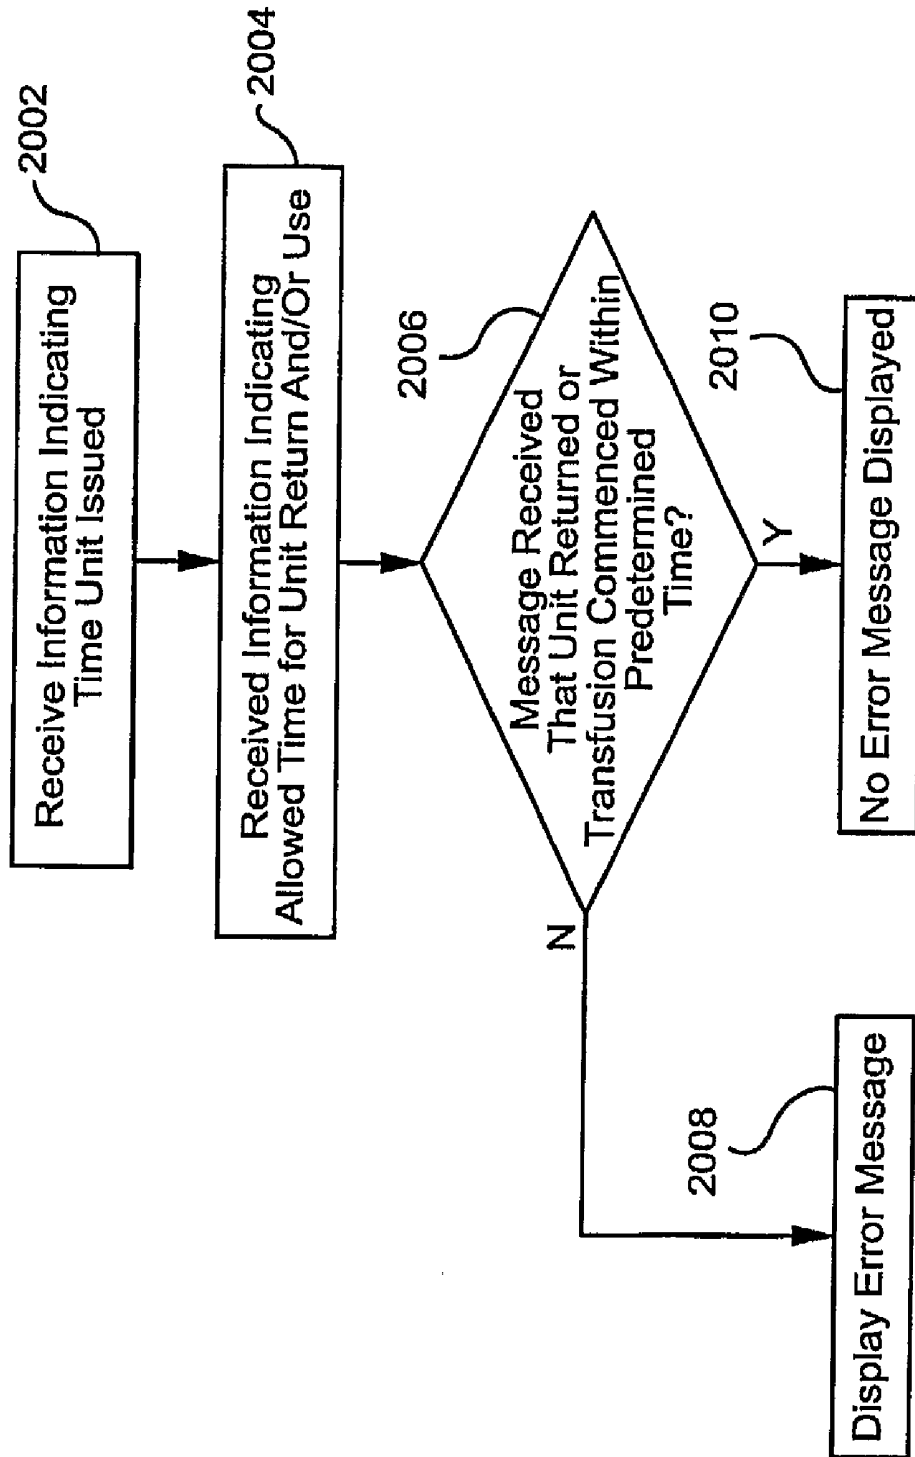 2002
Receive Information Indicating
Time Unit Issued
2004
Received Information Indicating
Allowed Time for Unit Return And/Or Use
2006
Message Received
That Unit Returned or
Transfusion Commenced Within
Predetermined
Time?
N
Y
2008
Display Error Message
2010
No Error Message Displayed